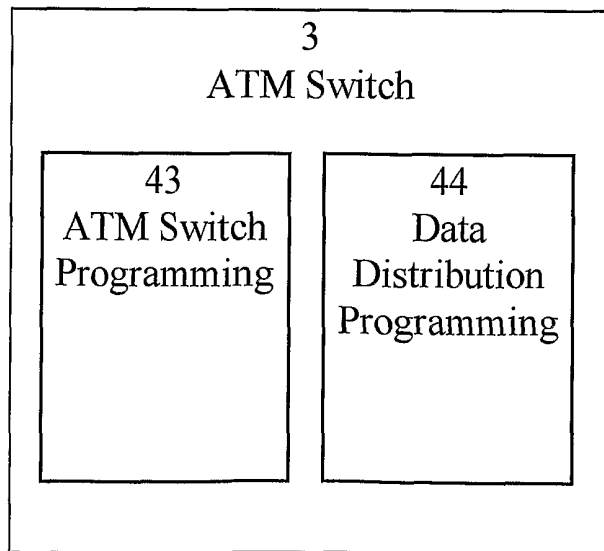 3
ATM Switch
43
ATM Switch
Programming
44
Data
Distribution
Programming